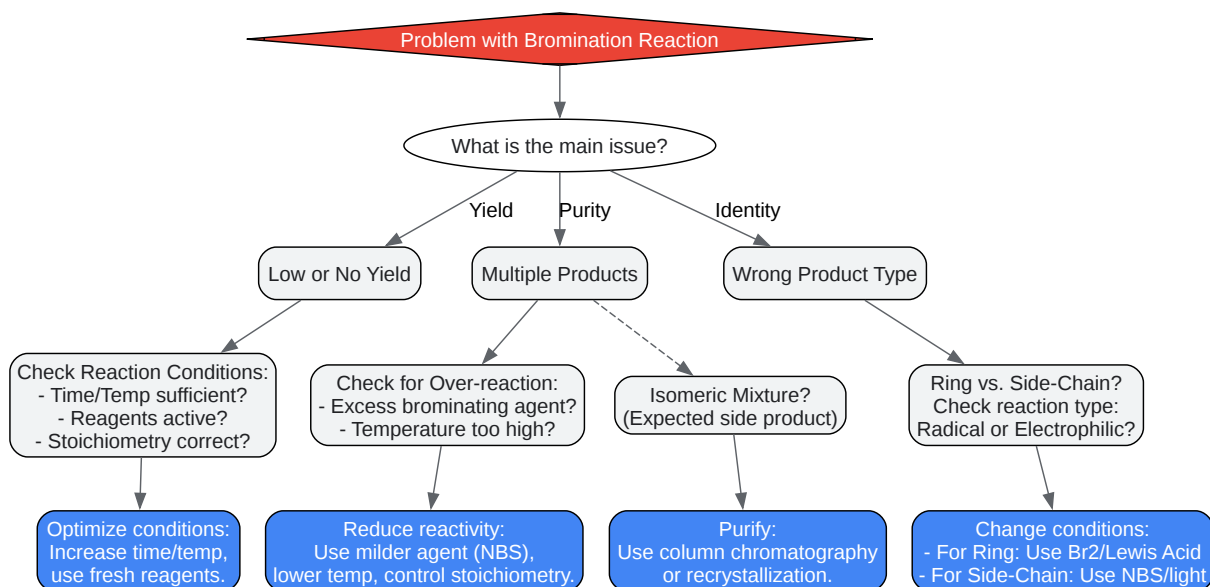 Problem with Bromination Reaction
What is the main issue?
Yield
Purity
Identity
Low or No Yield
Multiple Products
Wrong Product Type
Check Reaction Conditions:
- Time/Temp sufficient?
- Reagents active?
- Stoichiometry correct?
Check for Over-reaction:
- Excess brominating agent?
- Temperature too high?
Isomeric Mixture?
(Expected side product)
Ring vs. Side-Chain?
Check reaction type:
Radical or Electrophilic?
Optimize conditions:
Increase time/temp,
use fresh reagents.
Reduce reactivity:
Use milder agent (NBS),
lower temp, control stoichiometry.
Purify:
Use column chromatography
or recrystallization.
Change conditions:
- For Ring: Use Br2/Lewis Acid
- For Side-Chain: Use NBS/light